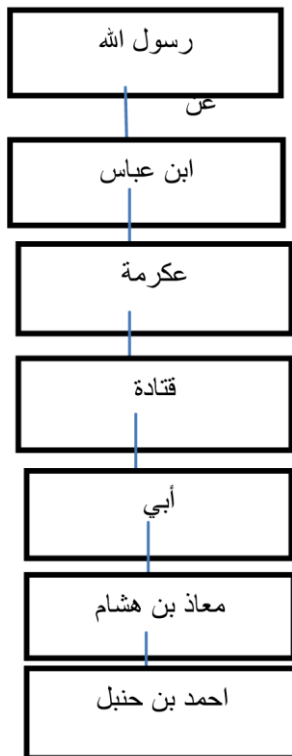 رسول الله
عن
ابن عباس
عكرمة
قتادة
أبي
معاذ بن هشام
احمد بن حنبل